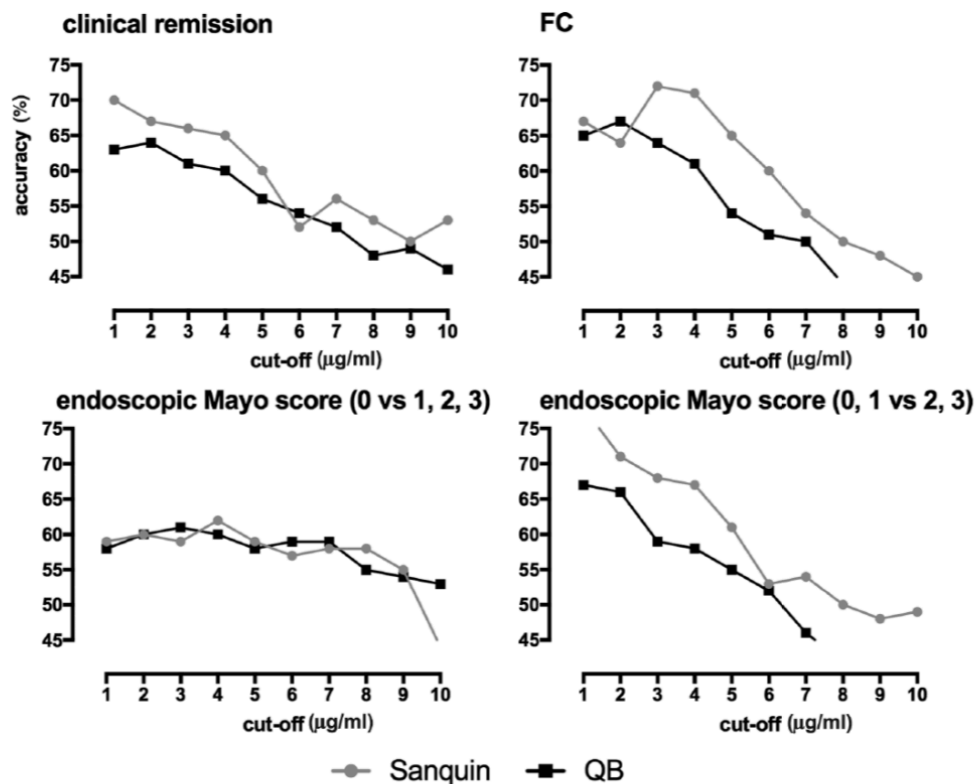 clinical remission
FC
accuracy (%)
75
70
65
60
55
50
45
1 2 3 4 5 6 7 8 9 10
cut-off (µg/ml)
75
70
65
60
55
50
45
1 2 3 4 5 6 7 8 9 10
cut-off (µg/ml)
endoscopic Mayo score (0 vs 1, 2, 3)
endoscopic Mayo score (0, 1 vs 2, 3)
75
70
65
60
55
50
45
1 2 3 4 5 6 7 8 9 10
cut-off (µg/ml)
75
70
65
60
55
50
45
1 2 3 4 5 6 7 8 9 10
cut-off (µg/ml)
Sanquin QB